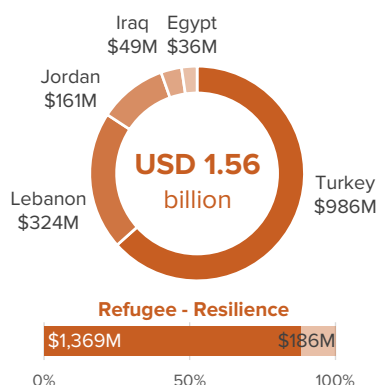 Iraq
$49M
Egypt
$36M
Jordan
$161M
USD 1.56
billion
Turkey
$986M
Lebanon
$324M
Refugee - Resilience
$1,369M
$186M
0%
50%
100%